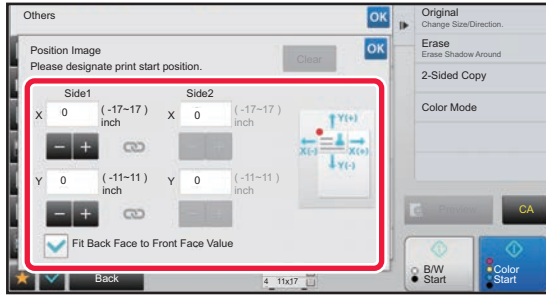 Others
OK
Position Image
Please designate print start position.
Clear
OK
Side1
Side2
X 0 (-17~17) inch
X 0 (-17~17) inch
Y(+)
X(-) X(+)
Y(-)
Y 0 (-11~11) inch
Y 0 (-11~11) inch
Fit Back Face to Front Face Value
Back
4 11x17
Original
Change Size/Direction.
Erase
Erase Shadow Around
2-Sided Copy
Color Mode
Preview
CA
B/W
Start
Color
Start